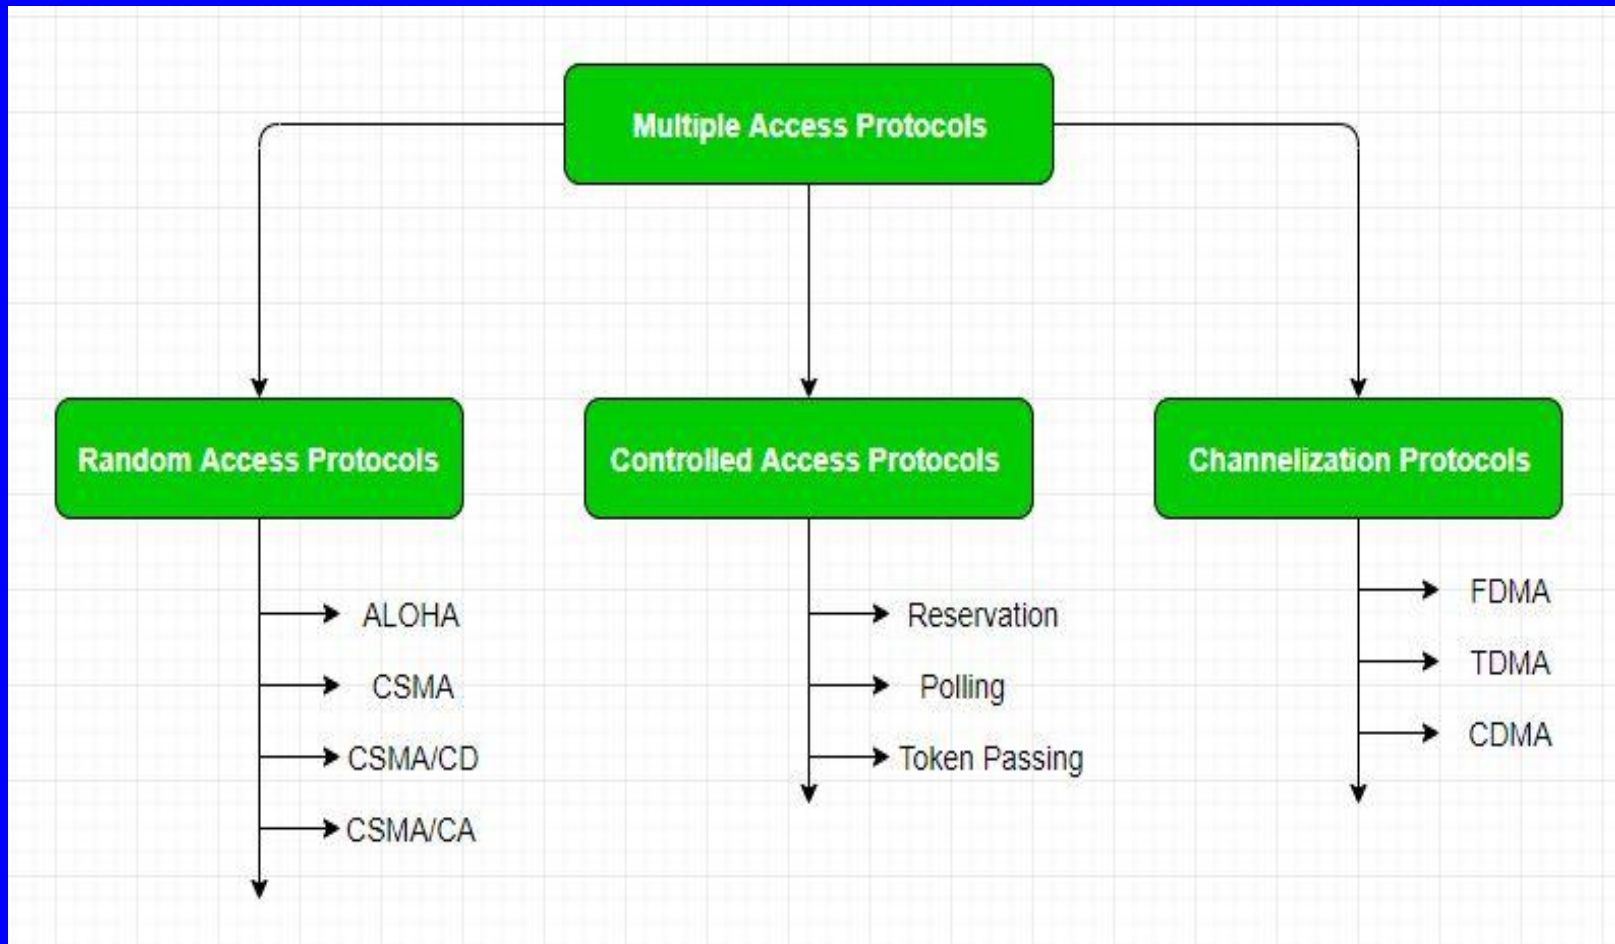 Multiple Access Protocols
Random Access Protocols
Controlled Access Protocols
Channelization Protocols
ALOHA
CSMA
CSMA/CD
CSMA/CA
Reservation
Polling
Token Passing
FDMA
TDMA
CDMA